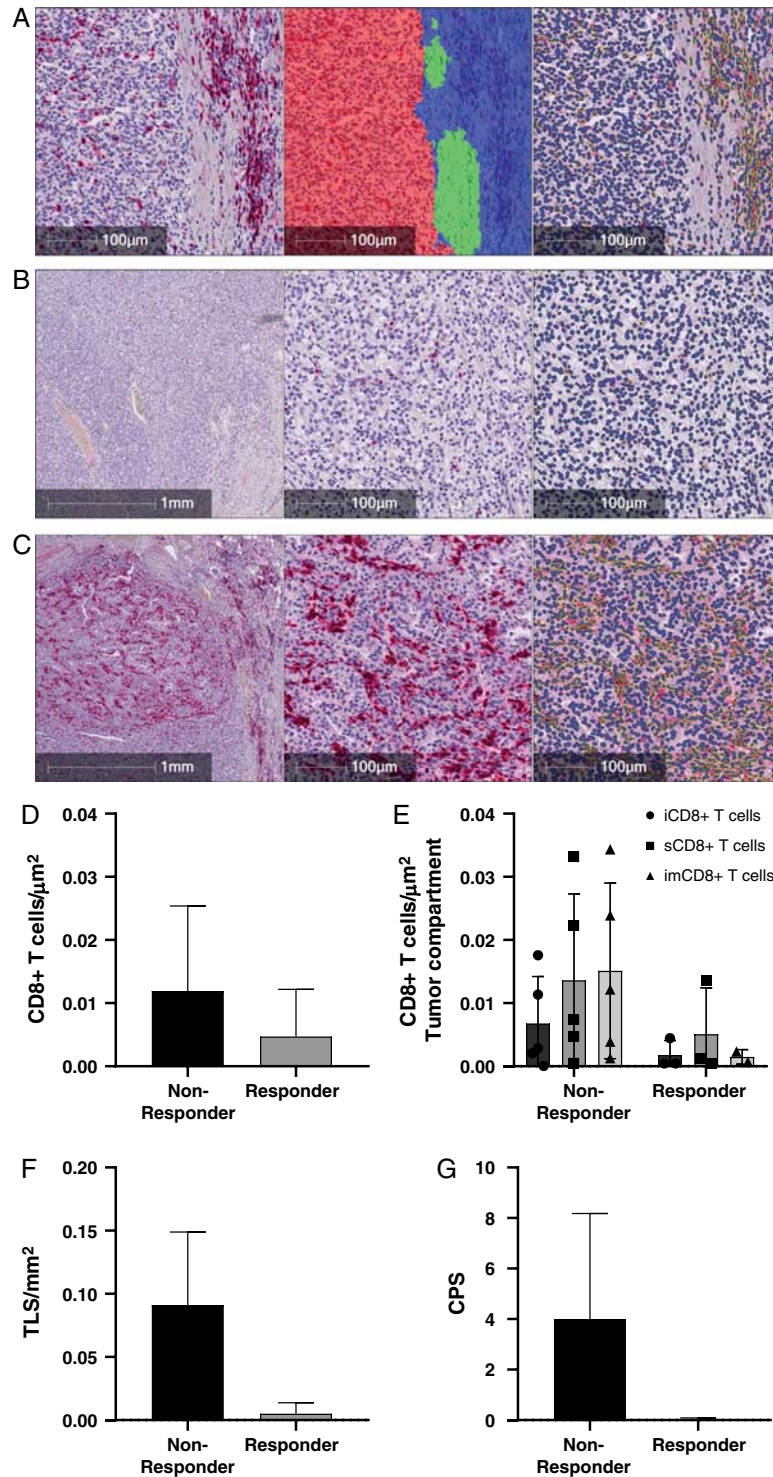 A
100µm
100µm
100µm
B
1mm
100µm
100µm
C
1mm
100µm
100µm
D
CD8+ T cells/µm²
0.04
0.03
0.02
0.01
0.00
Non-
Responder
Responder
E
CD8+ T cells/µm²
Tumor compartment
0.04
0.03
0.02
0.01
0.00
iCD8+ T cells
sCD8+ T cells
imCD8+ T cells
Non-
Responder
Responder
F
TLS/mm²
0.20
0.15
0.10
0.05
0.00
Non-
Responder
Responder
G
CPS
10
8
6
4
2
0
Non-
Responder
Responder